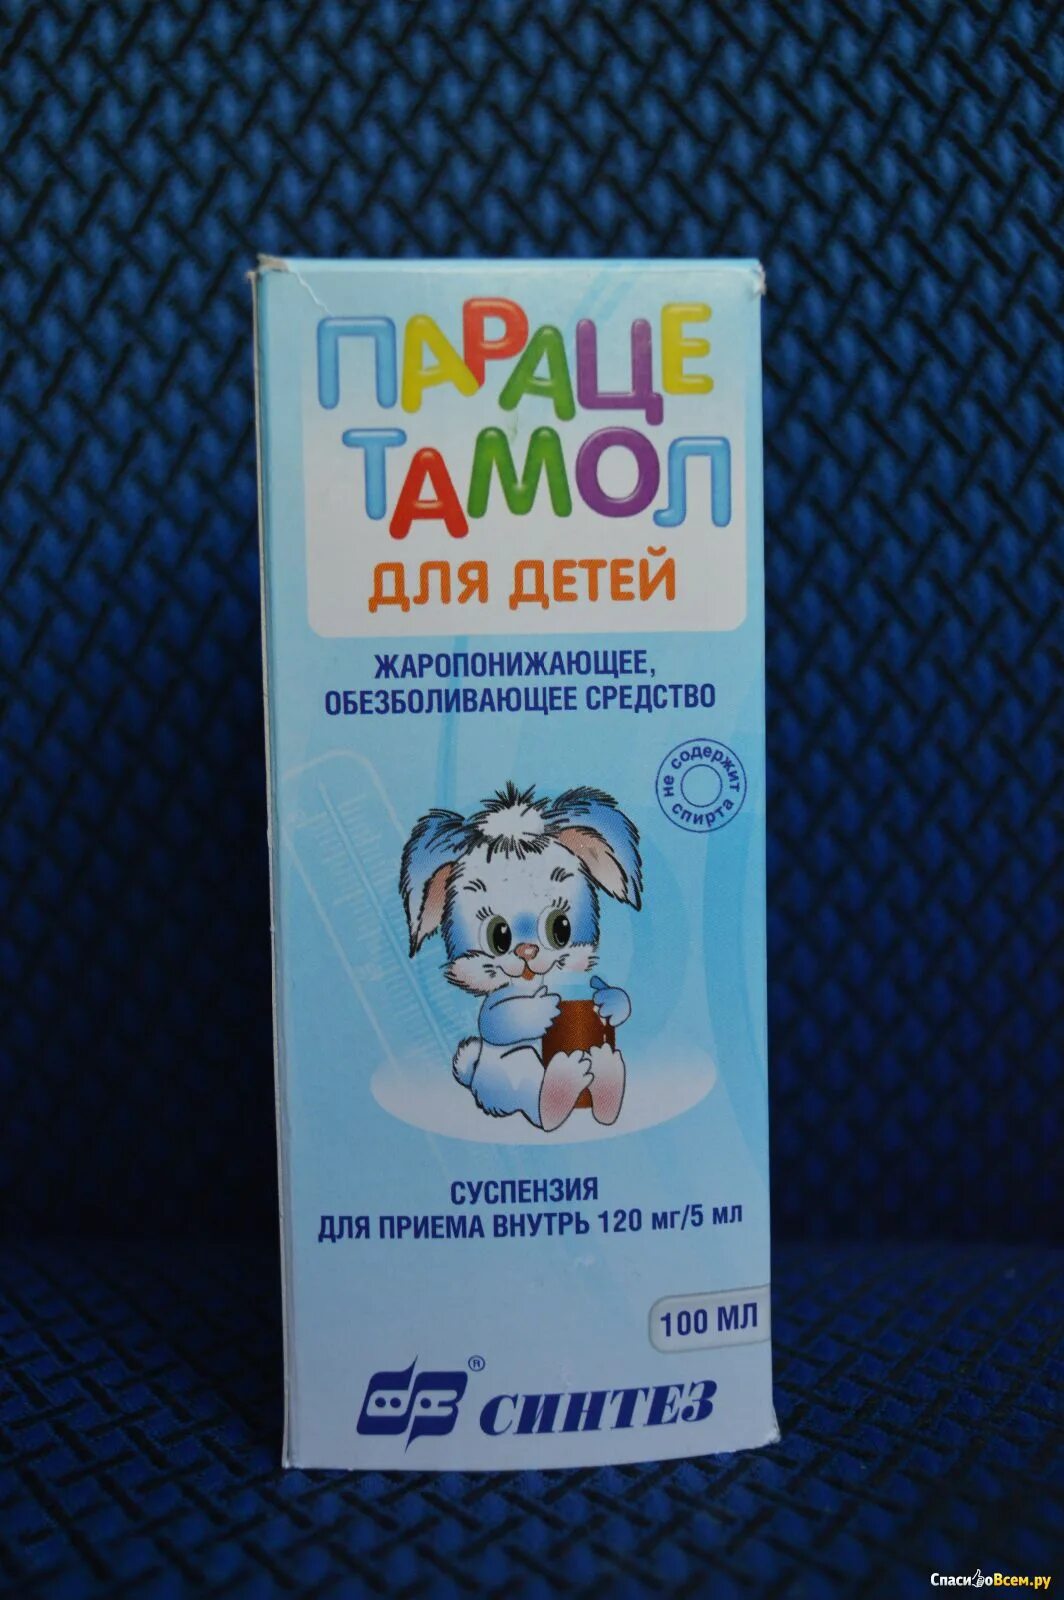 ПАРАЦЕ
ТАМОЛ
ДЛЯ ДЕТЕЙ
ЖАРОПОНИЖАЮЩЕЕ,
ОБЕЗБОЛИВАЮЩЕЕ СРЕДСТВО
не содержит
спирта
СУСПЕНЗИЯ
ДЛЯ ПРИЕМА ВНУТРЬ 120 мг/5 мл
100 МЛ
® СИНТЕЗ
СпасибоВсем.ру